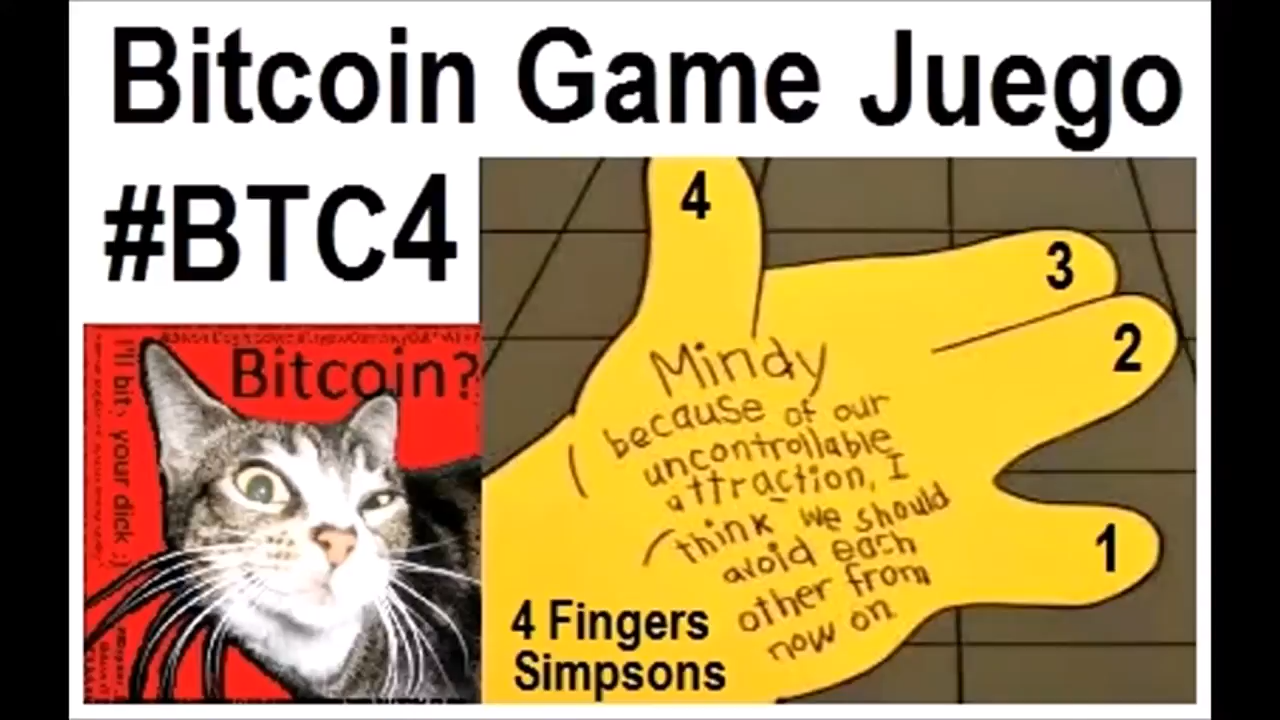 Bitcoin Game Juego
#BTC4
4
3
2
1
Mindy
because of our
uncontrollable
attraction, I
think we should
avoid each
other from
now on
4 Fingers
Simpsons
Bitcoin?
I'll bit, your dick :)